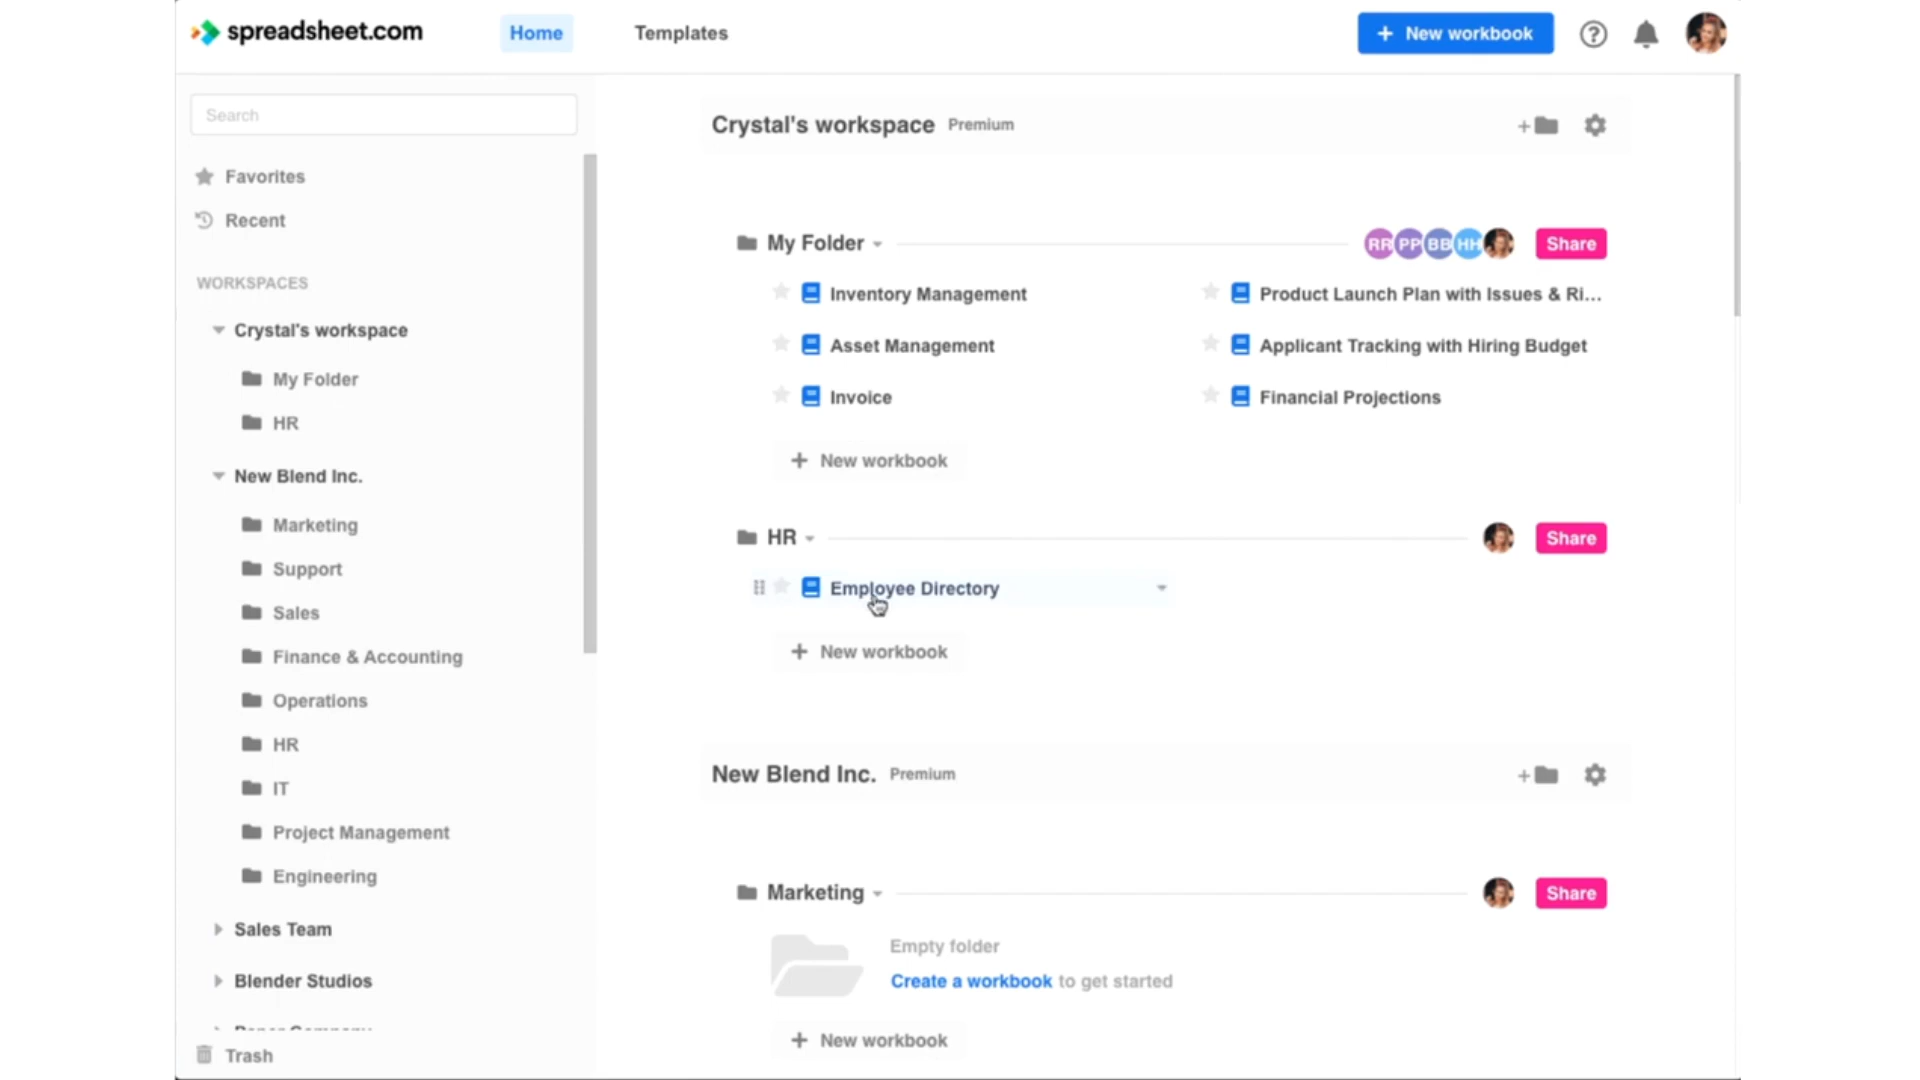 spreadsheet.com
Home
Templates
+ New workbook
Search
Favorites
Recent
WORKSPACES
Crystal's workspace
My Folder
HR
New Blend Inc.
Marketing
Support
Sales
Finance & Accounting
Operations
HR
IT
Project Management
Engineering
Sales Team
Blender Studios
Trash
Crystal's workspace Premium
My Folder
RR PP BB HH
Share
Inventory Management
Product Launch Plan with Issues & Ri...
Asset Management
Applicant Tracking with Hiring Budget
Invoice
Financial Projections
+ New workbook
HR
Share
Employee Directory
+ New workbook
New Blend Inc. Premium
Marketing
Share
Empty folder
Create a workbook to get started
+ New workbook